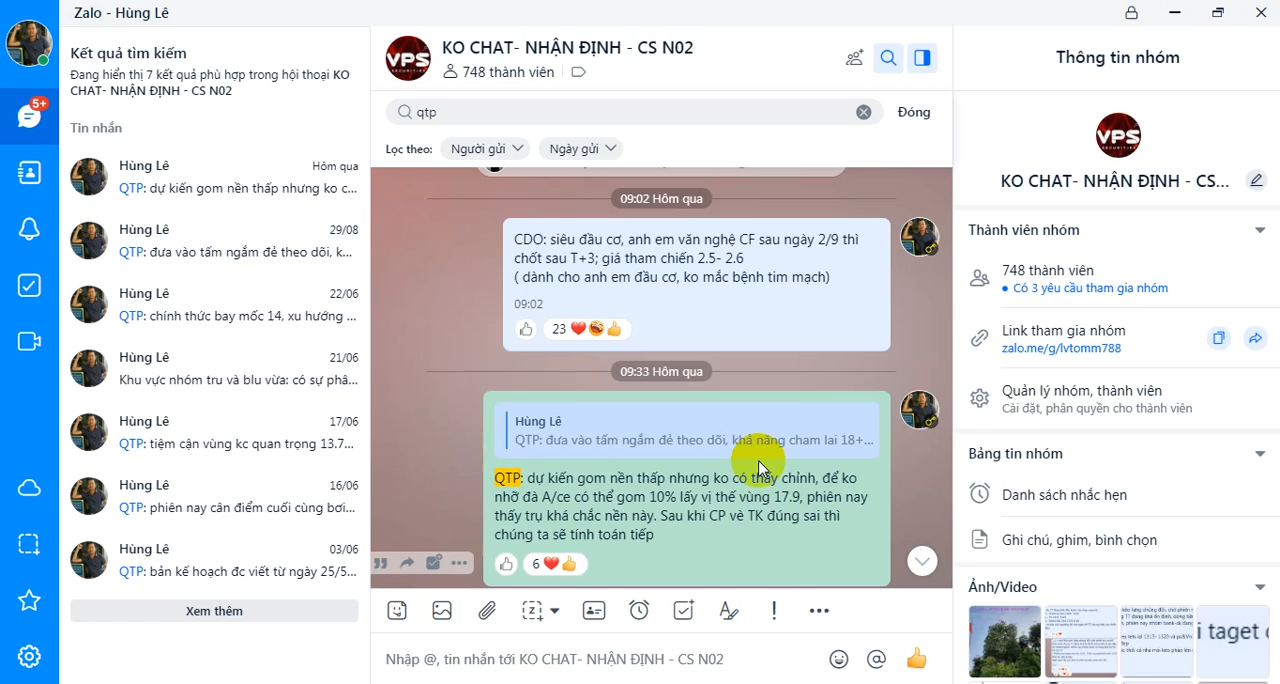 Zalo - Hùng Lê
5+
Kết quả tìm kiếm
Đang hiển thị 7 kết quả phù hợp trong hội thoại KO
CHAT- NHẬN ĐỊNH - CS N02
Tin nhắn
Hùng Lê
Hôm qua
QTP: dự kiến gom nền thấp nhưng ko c...
Hùng Lê
29/08
QTP: đưa vào tấm ngắm đẻ theo dõi, k...
Hùng Lê
22/06
QTP: chính thức bay mốc 14, xu hướng ...
Hùng Lê
21/06
Khu vực nhóm tru và blu vừa: có sự phâ...
Hùng Lê
17/06
QTP: tiệm cận vùng kc quan trọng 13.7...
Hùng Lê
16/06
QTP: phiên nay cân điểm cuối cùng bơi...
Hùng Lê
03/06
QTP: bản kế hoạch đc viết từ ngày 25/5...
Xem thêm
VPS
SECURITIES
KO CHAT- NHẬN ĐỊNH - CS N02
748 thành viên
qtp
Đóng
Lọc theo:
Người gửi
Ngày gửi
09:02 Hôm qua
CDO: siêu đầu cơ, anh em văn nghệ CF sau ngày 2/9 thì
chốt sau T+3; giá tham chiến 2.5- 2.6
( dành cho anh em đầu cơ, ko mắc bệnh tim mạch)
09:02
23
09:33 Hôm qua
Hùng Lê
QTP: đưa vào tấm ngắm đẻ theo dõi, khả năng cham lai 18+...
QTP: dự kiến gom nền thấp nhưng ko có thấy chỉnh, để ko
nhỡ đà A/ce có thể gom 10% lấy vị thế vùng 17.9, phiên nay
thấy trụ khá chắc nền này. Sau khi CP vè TK đúng sai thì
chúng ta sẽ tính toán tiếp
6
Nhập @, tin nhắn tới KO CHAT- NHẬN ĐỊNH - CS N02
Thông tin nhóm
VPS
SECURITIES
KO CHAT- NHẬN ĐỊNH - CS...
Thành viên nhóm
748 thành viên
Có 3 yêu cầu tham gia nhóm
Link tham gia nhóm
zalo.me/g/lvtomm788
Quản lý nhóm, thành viên
Cài đặt, phân quyền cho thành viên
Bảng tin nhóm
Danh sách nhắc hẹn
Ghi chú, ghim, bình chọn
Ảnh/Video
i taget